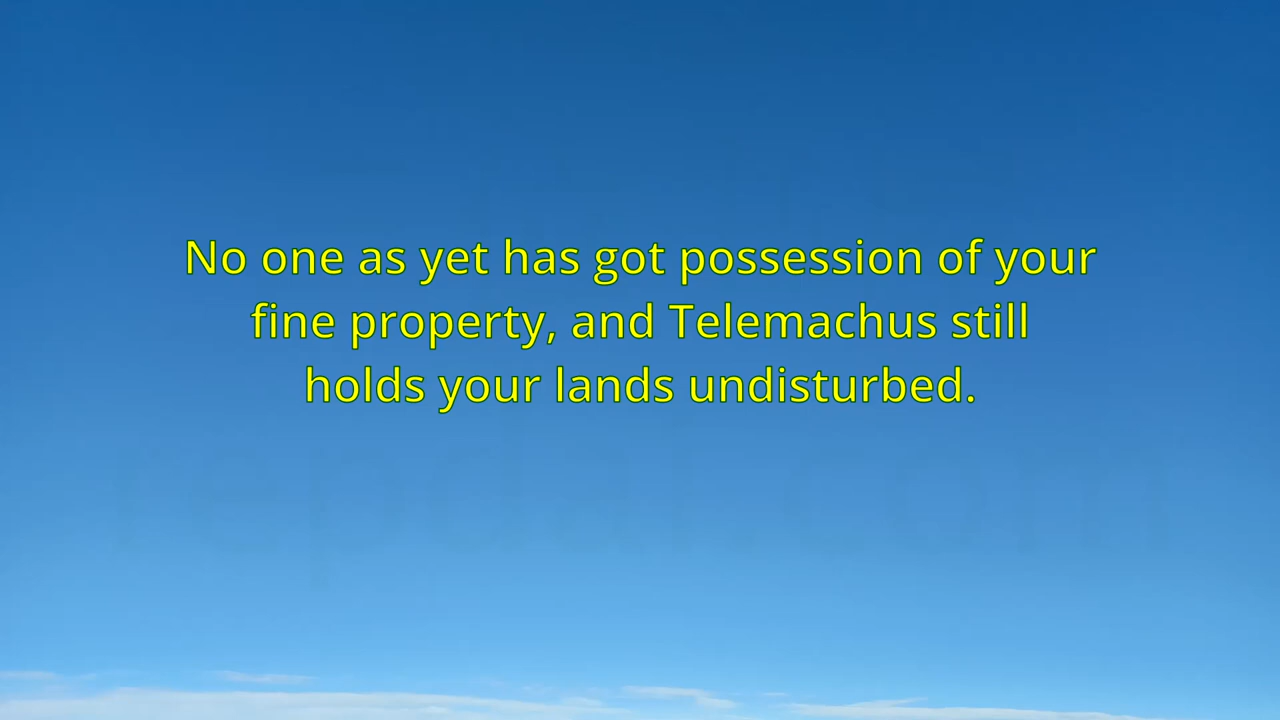 No one as yet has got possession of your
fine property, and Telemachus still
holds your lands undisturbed.